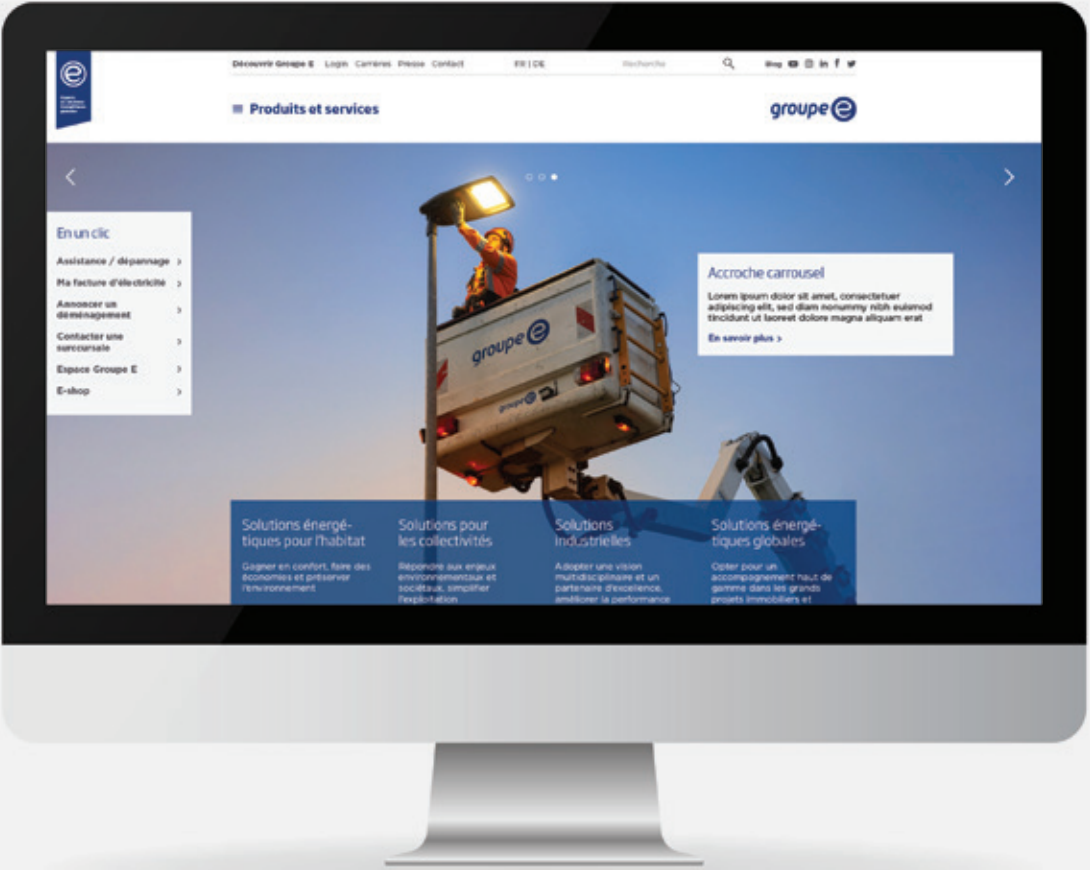 Découvrir Groupe E Login Carrières Presse Contact FR | DE Recherche Blog
Produits et services
groupe e
En un clic
Assistance / dépannage
Ma facture d'électricité
Annoncer un
déménagement
Contacter une
surccursale
Espace Groupe E
E-shop
groupe e
groupe e
Accroche carrousel
Lorem ipsum dolor sit amet, consectetuer
adipiscing elit, sed diam nonummy nibh euismod
tincidunt ut laoreet dolore magna aliquam erat
En savoir plus >
Solutions énergé-
tiques pour l'habitat
Gagner en confort, faire des
économies et préserver
l'environnement
Solutions pour
les collectivités
Répondre aux enjeux
environnementaux et
sociétaux, simplifier
l'exploitation
Solutions
industrielles
Adopter une vision
multidisciplinaire et un
partenaire d'excellence,
améliorer la performance
Solutions énergé-
tiques globales
Opter pour un
accompagnement haut de
gamme dans les grands
projets immobiliers et